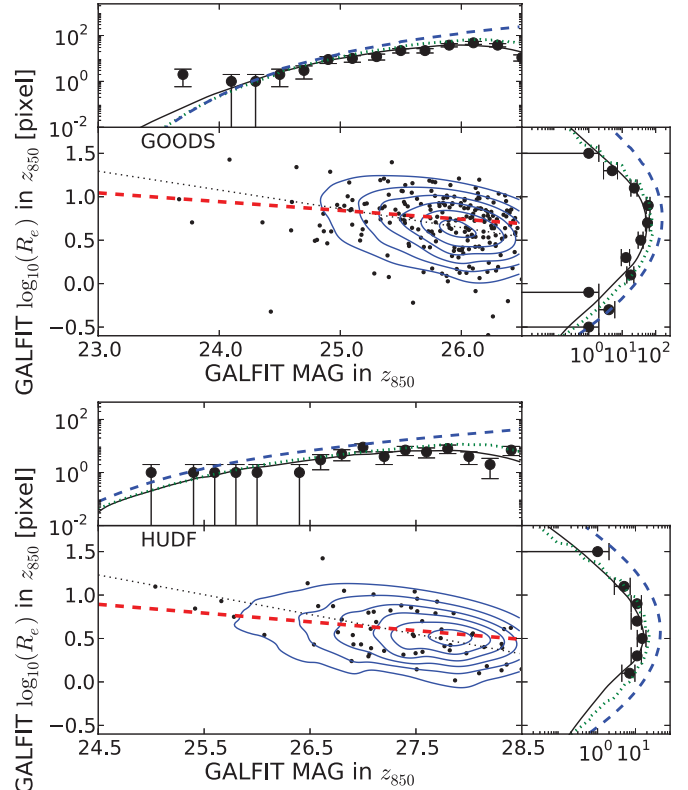 10²
10⁰
10⁻²
GOODS
1.5
1.0
0.5
0.0
−0.5
GALFIT log₁₀(Rₑ) in z₈₅₀ [pixel]
23.0 24.0 25.0 26.0
10⁰ 10¹ 10²
GALFIT MAG in z₈₅₀
10²
10⁰
10⁻²
HUDF
1.5
1.0
0.5
0.0
−0.5
GALFIT log₁₀(Rₑ) in z₈₅₀ [pixel]
24.5 25.5 26.5 27.5 28.5
10⁰ 10¹
GALFIT MAG in z₈₅₀